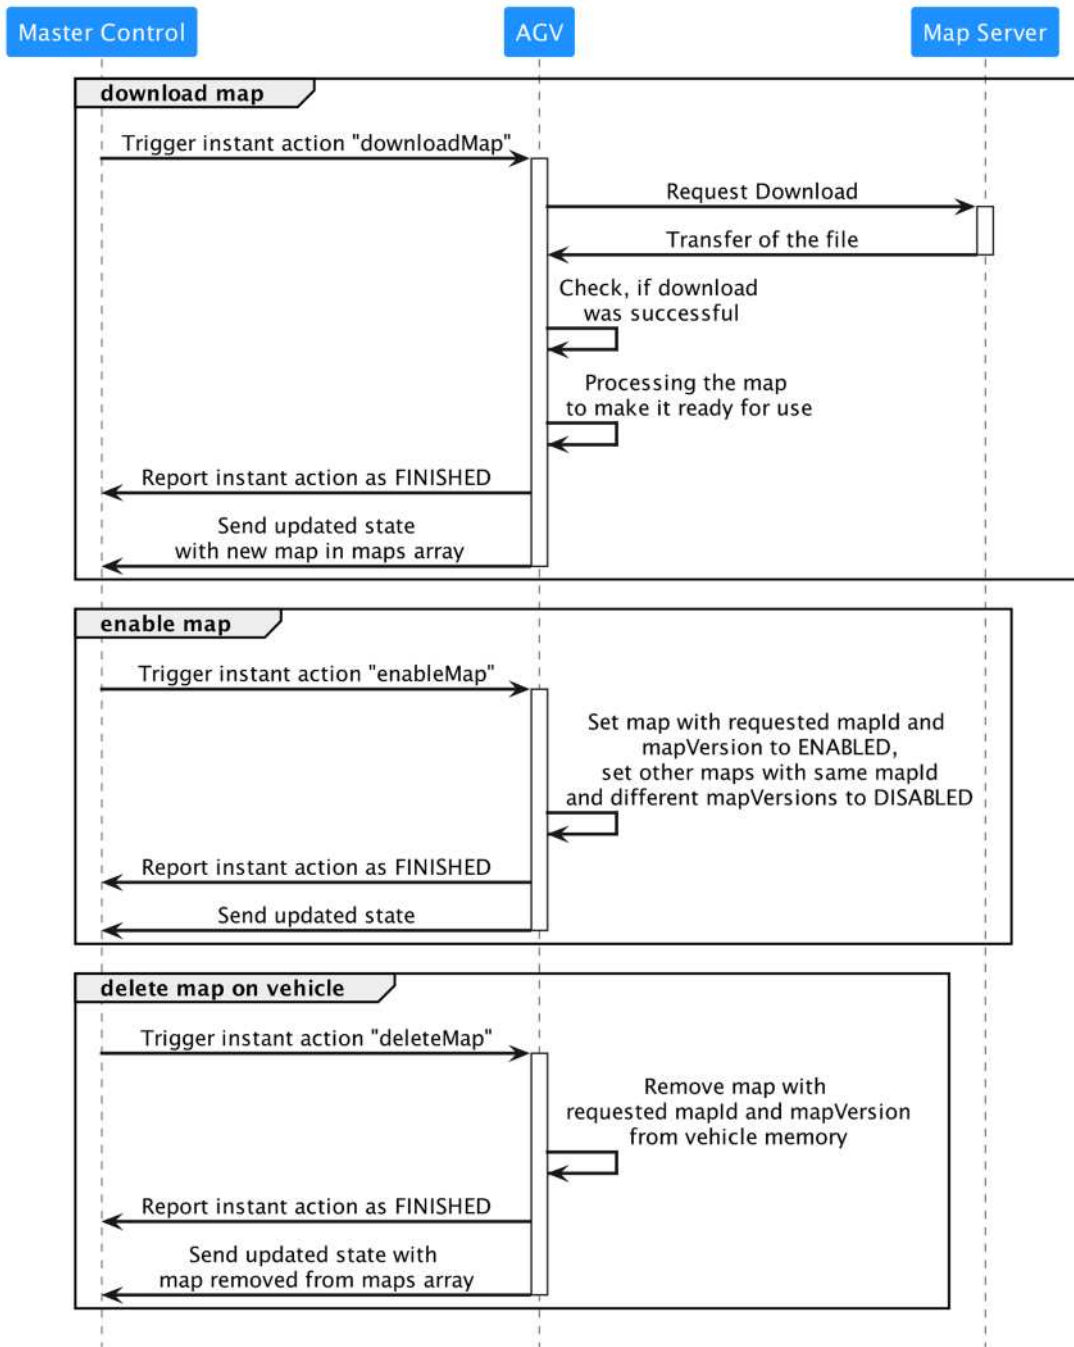 Master Control
AGV
Map Server
download map
Trigger instant action "downloadMap"
Request Download
Transfer of the file
Check, if download
was successful
Processing the map
to make it ready for use
Report instant action as FINISHED
Send updated state
with new map in maps array
enable map
Trigger instant action "enableMap"
Set map with requested mapId and
mapVersion to ENABLED,
set other maps with same mapId
and different mapVersions to DISABLED
Report instant action as FINISHED
Send updated state
delete map on vehicle
Trigger instant action "deleteMap"
Remove map with
requested mapId and mapVersion
from vehicle memory
Report instant action as FINISHED
Send updated state with
map removed from maps array